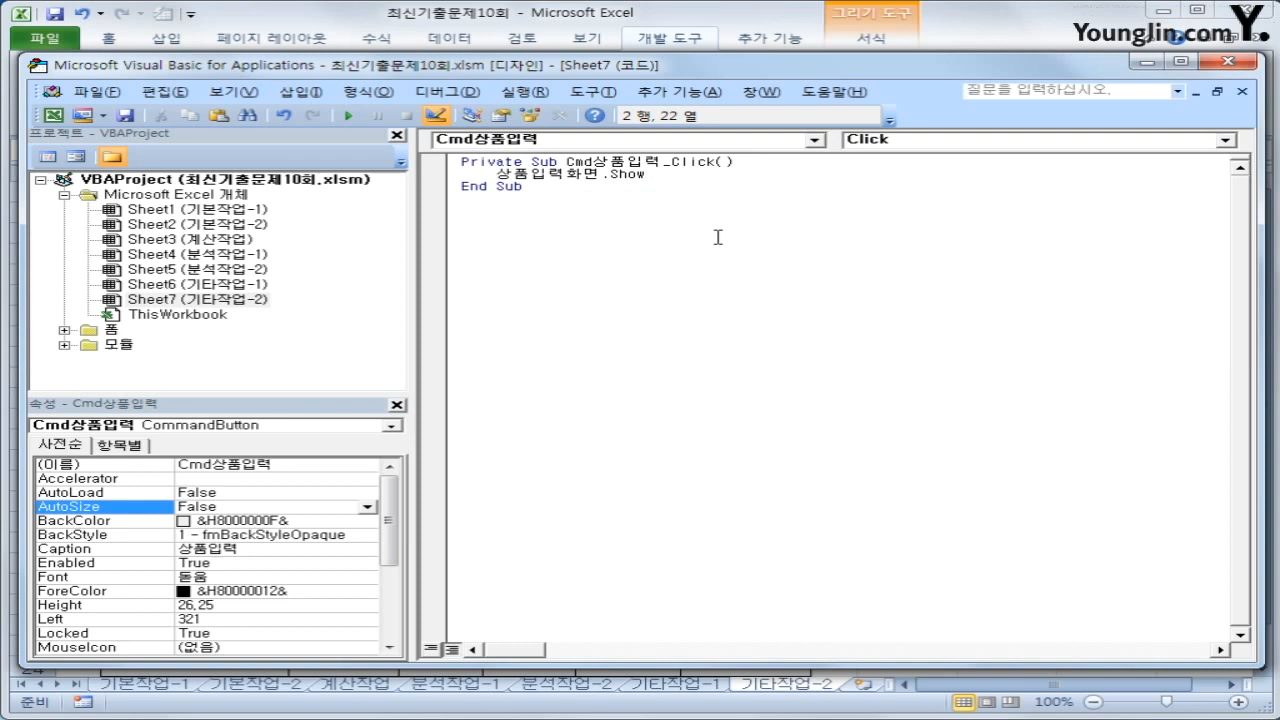 최신기출문제10회 - Microsoft Excel
그리기 도구
Younglin.com Y.
파일 홈 삽입 페이지 레이아웃 수식 데이터 검토 보기 개발 도구 추가 기능 서식
Microsoft Visual Basic for Applications - 최신기출문제10회.xlsm [디자인] - [Sheet7 (코드)]
파일(F) 편집(E) 보기(V) 삽입(I) 형식(O) 디버그(D) 실행(R) 도구(T) 추가 기능(A) 창(W) 도움말(H) 질문을 입력하십시오.
2 행, 22 열
프로젝트 - VBAProject
VBAProject (최신기출문제10회.xlsm)
Microsoft Excel 개체
Sheet1 (기본작업-1)
Sheet2 (기본작업-2)
Sheet3 (계산작업)
Sheet4 (분석작업-1)
Sheet5 (분석작업-2)
Sheet6 (기타작업-1)
Sheet7 (기타작업-2)
ThisWorkbook
폼
모듈
속성 - Cmd상품입력
Cmd상품입력 CommandButton
사전순 항목별
(이름) Cmd상품입력
Accelerator
AutoLoad False
AutoSize False
BackColor &H8000000F&
BackStyle 1 - fmBackStyleOpaque
Caption 상품입력
Enabled True
Font 돋움
ForeColor &H80000012&
Height 26,25
Left 321
Locked True
MouseIcon (없음)
Cmd상품입력 Click
Private Sub Cmd상품입력_Click()
상품입력화면.Show
End Sub
기본작업-1 기본작업-2 계산작업 분석작업-1 분석작업-2 기타작업-1 기타작업-2
준비 100%